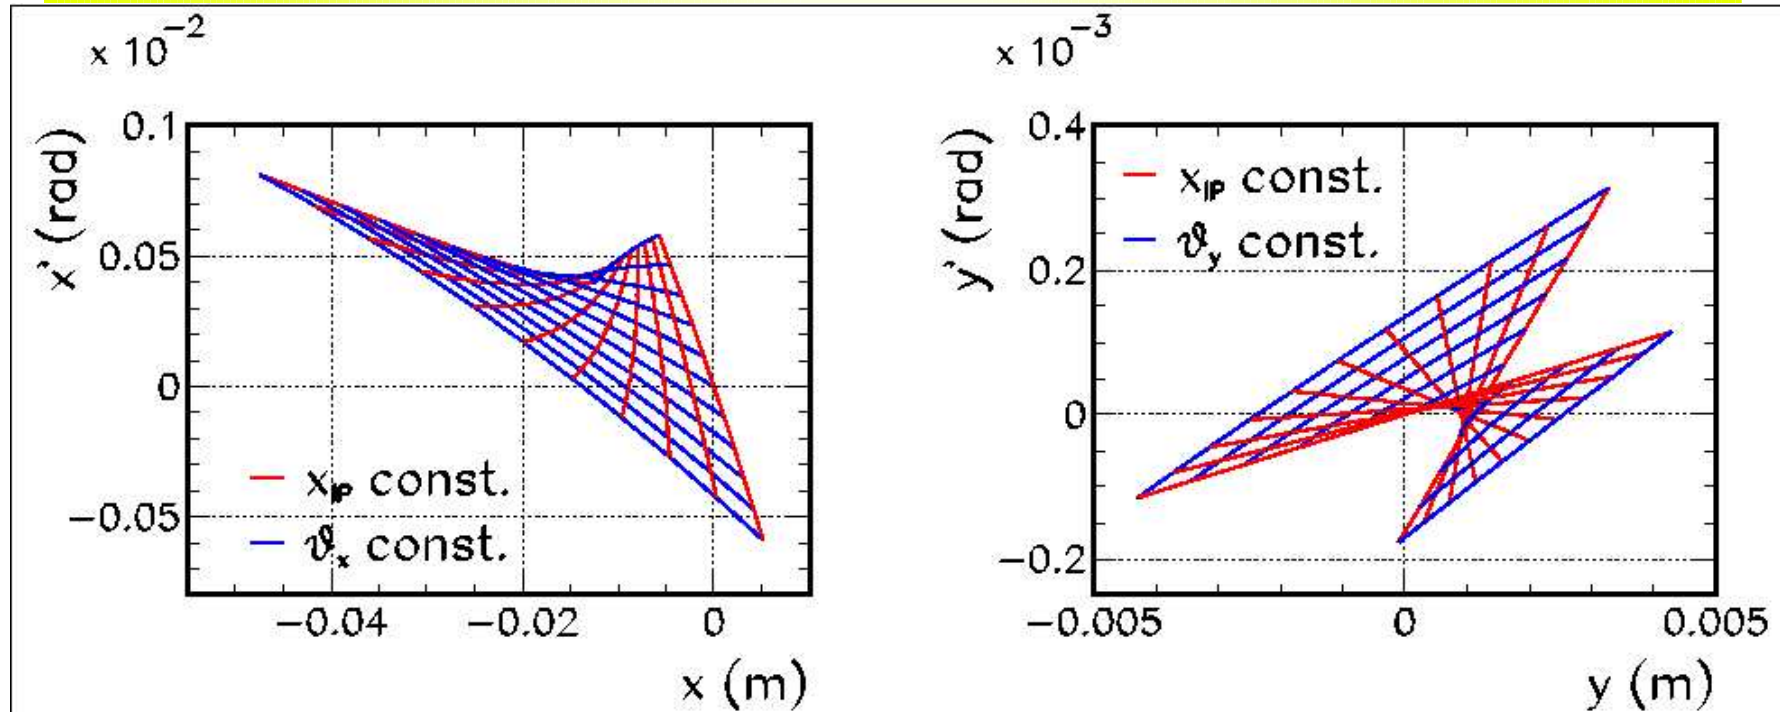 x 10⁻²
x' (rad)
0.1
0.05
0
−0.05
x_IP const.
ϑ_x const.
−0.04
−0.02
0
x (m)
x 10⁻³
y' (rad)
0.4
0.2
0
−0.2
x_IP const.
ϑ_y const.
−0.005
0
0.005
y (m)